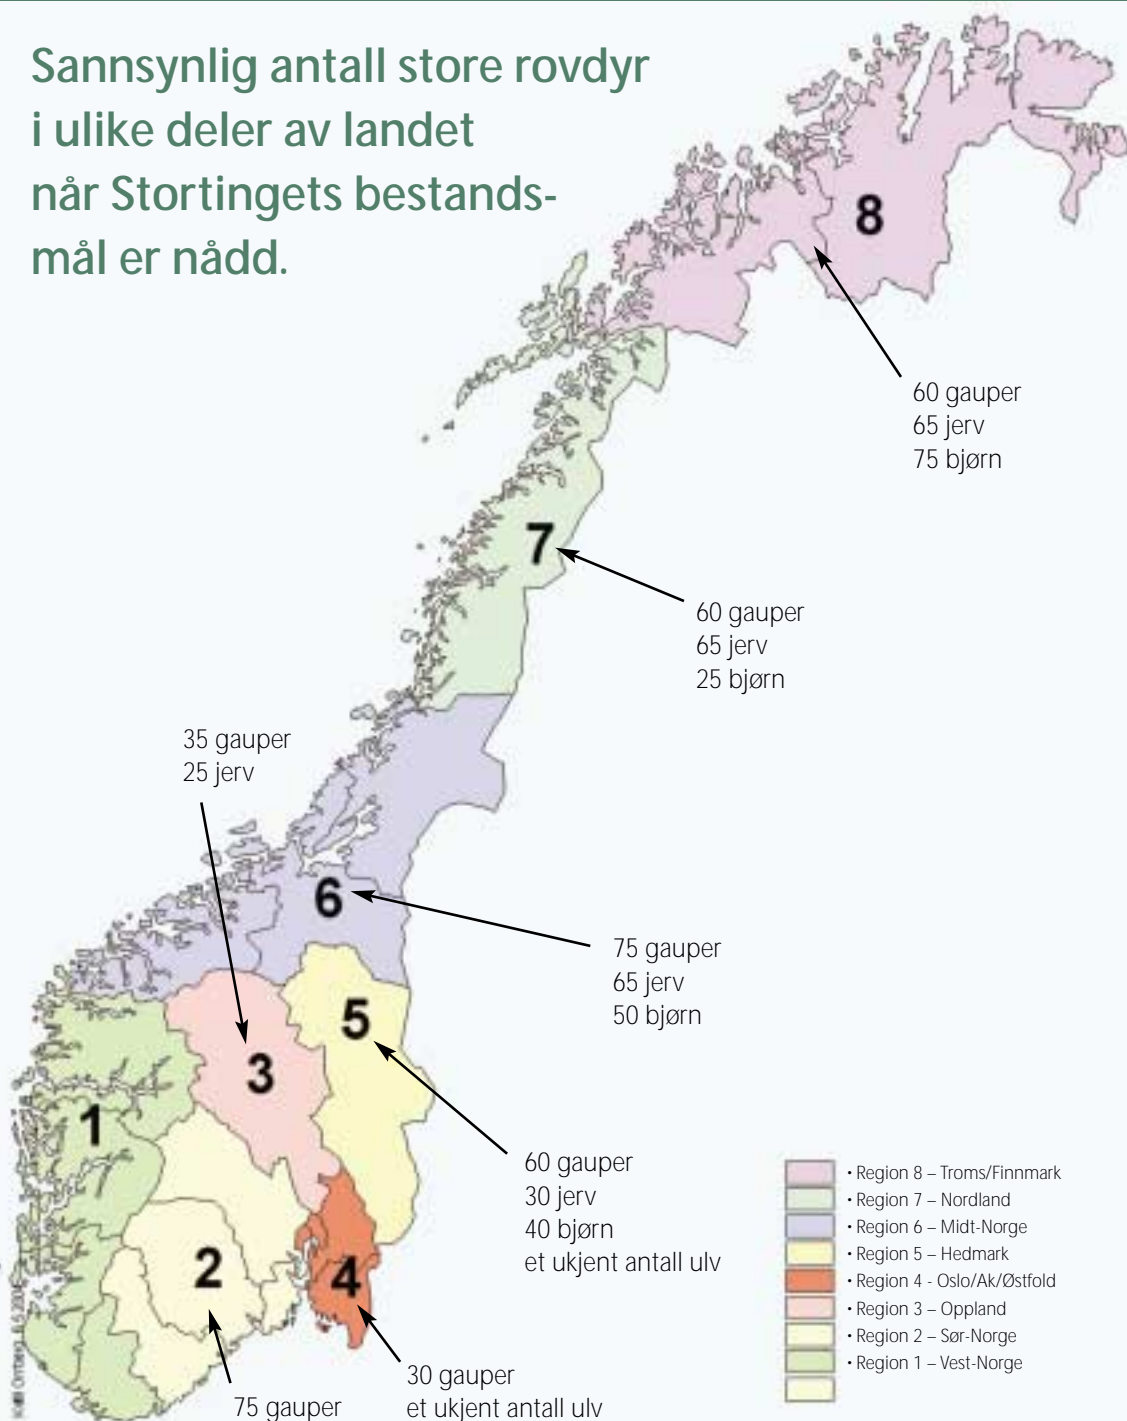 Sannsynlig antall store rovdyr
i ulike deler av landet
når Stortingets bestands-
mål er nådd.
8
60 gauper
65 jerv
75 bjørn
7
60 gauper
65 jerv
25 bjørn
35 gauper
25 jerv
6
75 gauper
65 jerv
50 bjørn
5
3
1
60 gauper
30 jerv
40 bjørn
et ukjent antall ulv
2
4
30 gauper
et ukjent antall ulv
75 gauper
• Region 8 – Troms/Finnmark
• Region 7 – Nordland
• Region 6 – Midt-Norge
• Region 5 – Hedmark
• Region 4 - Oslo/Ak/Østfold
• Region 3 – Oppland
• Region 2 – Sør-Norge
• Region 1 – Vest-Norge